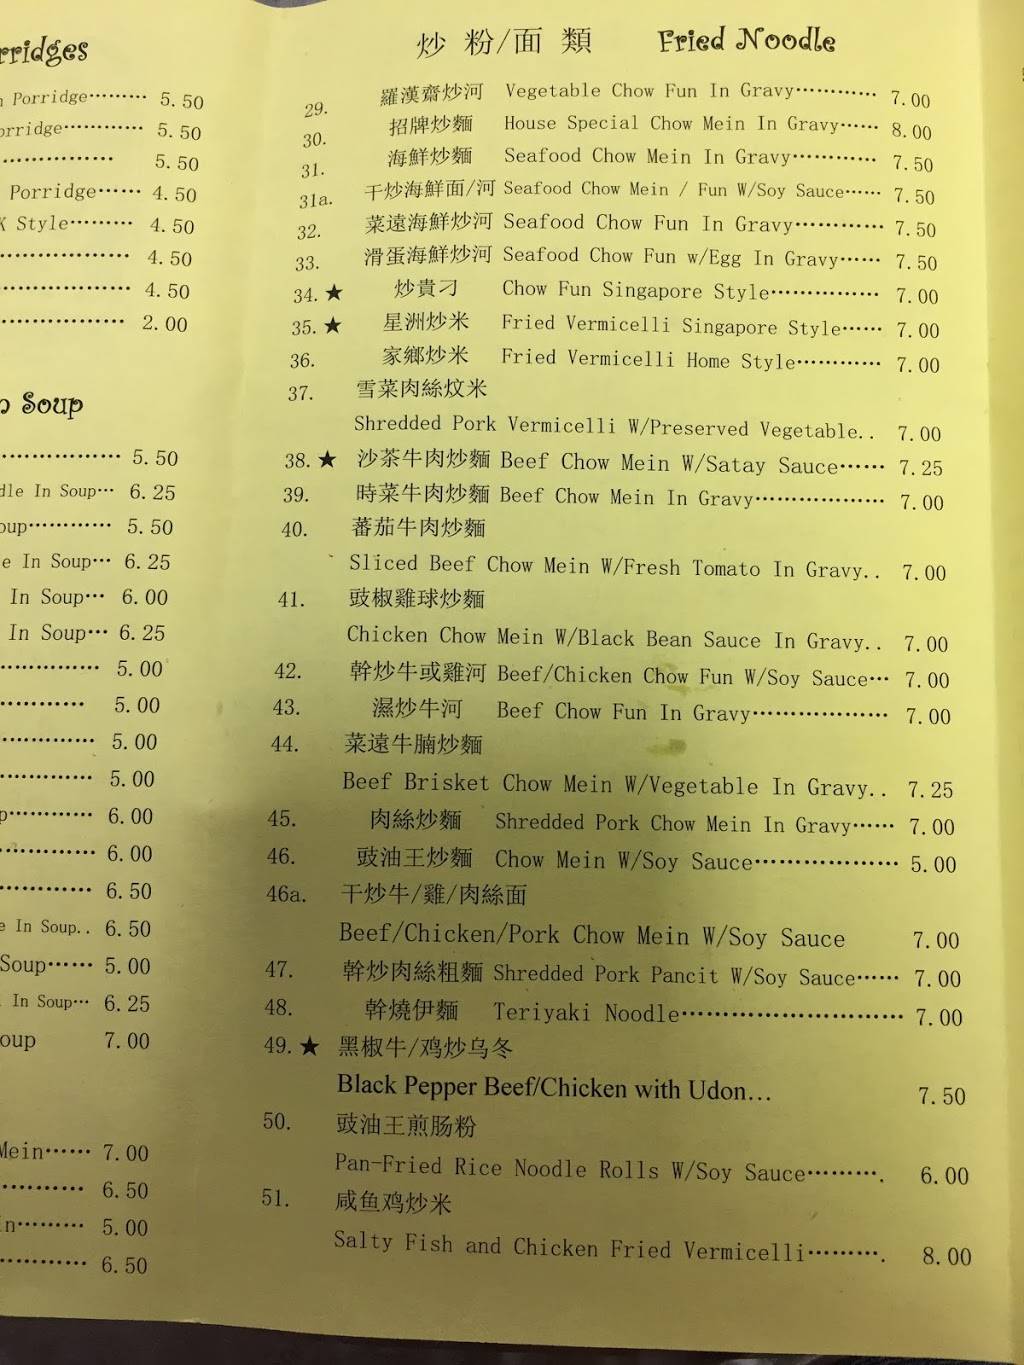 rridges
Porridge……… 5.50
orridge………… 5.50
……………… 5.50
Porridge…… 4.50
K Style……… 4.50
……………… 4.50
……………… 4.50
……………… 2.00
n Soup
……………… 5.50
dle In Soup… 6.25
oup………… 5.50
e In Soup… 6.25
In Soup… 6.00
In Soup… 6.25
…………… 5.00
…………… 5.00
…………… 5.00
…………… 5.00
p………… 6.00
…………… 6.00
…………… 6.50
e In Soup.. 6.50
Soup…… 5.00
In Soup… 6.25
oup 7.00
Mein…… 7.00
………… 6.50
in……… 5.00
………… 6.50
炒 粉/面 類 Fried Noodle
29. 羅漢齋炒河 Vegetable Chow Fun In Gravy………… 7.00
30. 招牌炒麵 House Special Chow Mein In Gravy…… 8.00
31. 海鮮炒麵 Seafood Chow Mein In Gravy………… 7.50
31a. 干炒海鮮面/河 Seafood Chow Mein / Fun W/Soy Sauce…… 7.50
32. 菜遠海鮮炒河 Seafood Chow Fun In Gravy………… 7.50
33. 滑蛋海鮮炒河 Seafood Chow Fun w/Egg In Gravy…… 7.50
34. ★ 炒貴刁 Chow Fun Singapore Style…………… 7.00
35. ★ 星洲炒米 Fried Vermicelli Singapore Style…… 7.00
36. 家鄉炒米 Fried Vermicelli Home Style………… 7.00
37. 雪菜肉絲炆米
Shredded Pork Vermicelli W/Preserved Vegetable.. 7.00
38. ★ 沙茶牛肉炒麵 Beef Chow Mein W/Satay Sauce…… 7.25
39. 時菜牛肉炒麵 Beef Chow Mein In Gravy……………… 7.00
40. 蕃茄牛肉炒麵
Sliced Beef Chow Mein W/Fresh Tomato In Gravy.. 7.00
41. 豉椒雞球炒麵
Chicken Chow Mein W/Black Bean Sauce In Gravy.. 7.00
42. 幹炒牛或雞河 Beef/Chicken Chow Fun W/Soy Sauce… 7.00
43. 濕炒牛河 Beef Chow Fun In Gravy……………… 7.00
44. 菜遠牛腩炒麵
Beef Brisket Chow Mein W/Vegetable In Gravy.. 7.25
45. 肉絲炒麵 Shredded Pork Chow Mein In Gravy…… 7.00
46. 豉油王炒麵 Chow Mein W/Soy Sauce……………… 5.00
46a. 干炒牛/雞/肉絲面
Beef/Chicken/Pork Chow Mein W/Soy Sauce 7.00
47. 幹炒肉絲粗麵 Shredded Pork Pancit W/Soy Sauce…… 7.00
48. 幹燒伊麵 Teriyaki Noodle………………………… 7.00
49. ★ 黑椒牛/鸡炒乌冬
Black Pepper Beef/Chicken with Udon… 7.50
50. 豉油王煎肠粉
Pan-Fried Rice Noodle Rolls W/Soy Sauce………. 6.00
51. 咸鱼鸡炒米
Salty Fish and Chicken Fried Vermicelli………. 8.00